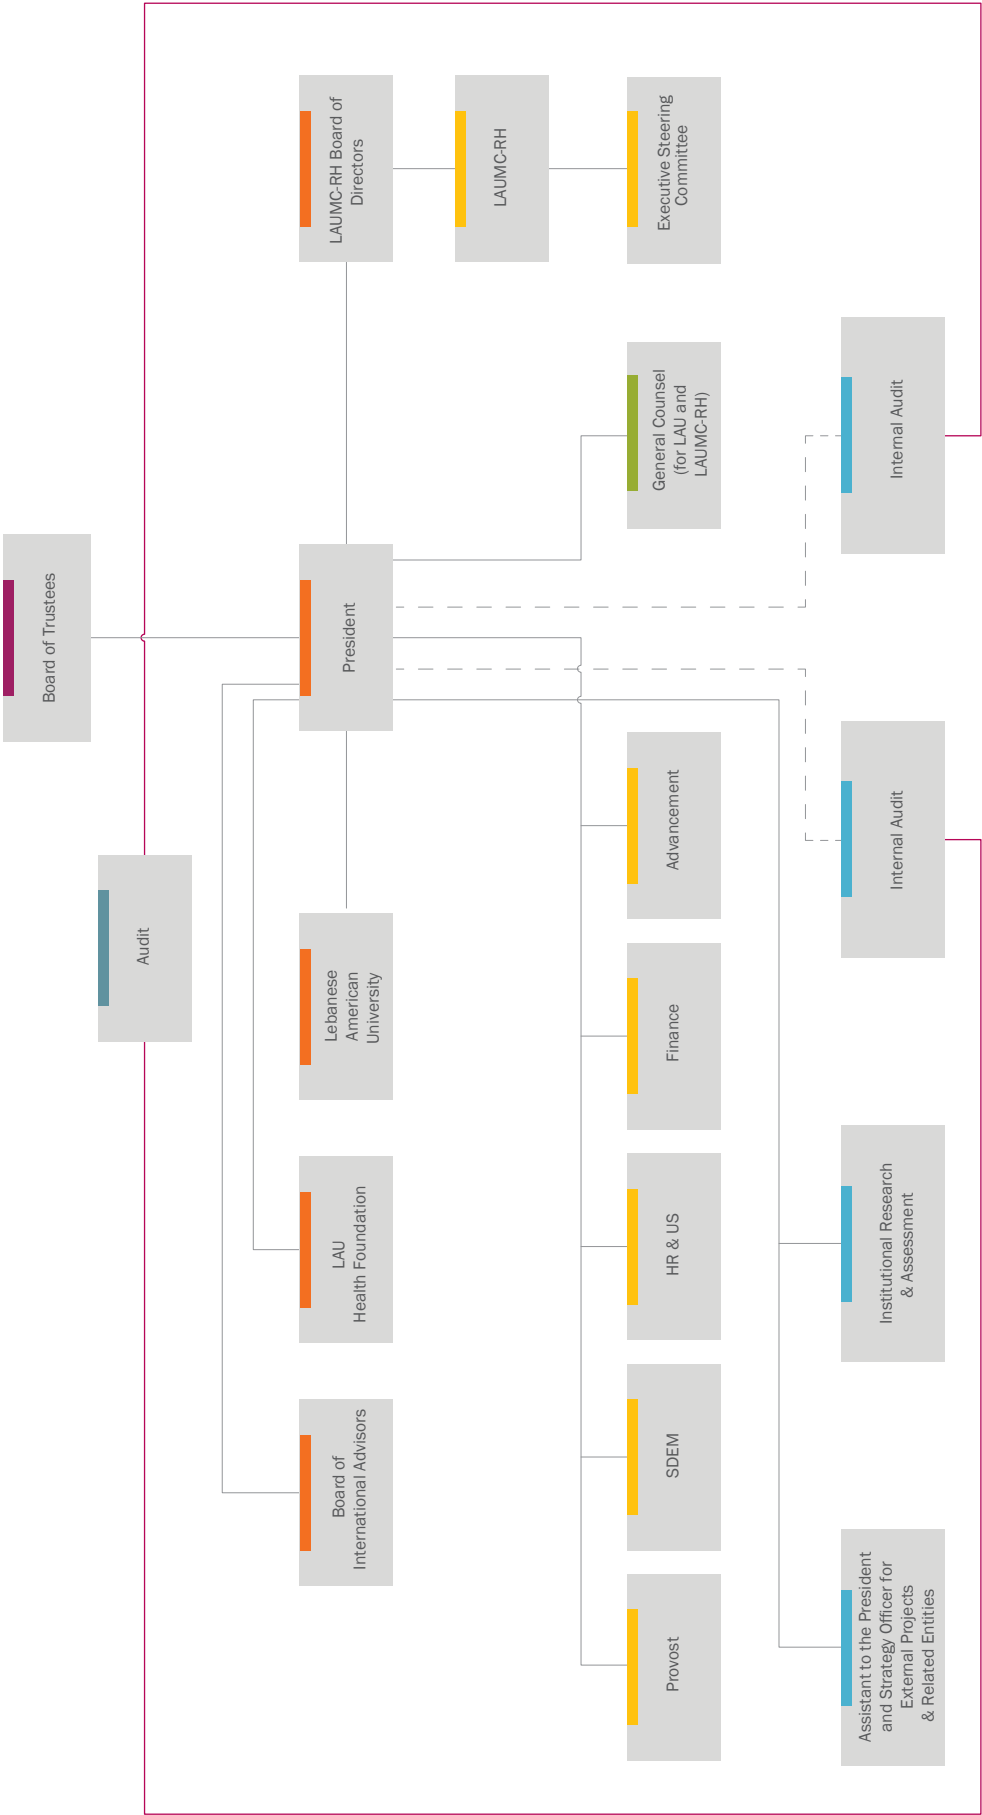 Board of Trustees
Audit
Board of
International Advisors
LAU
Health Foundation
Lebanese
American
University
President
LAUMC-RH Board of
Directors
LAUMC-RH
Provost
SDEM
HR & US
Finance
Advancement
General Counsel
(for LAU and
LAUMC-RH)
Executive Steering
Committee
Assistant to the President
and Strategy Officer for
External Projects
& Related Entities
Institutional Research
& Assessment
Internal Audit
Internal Audit